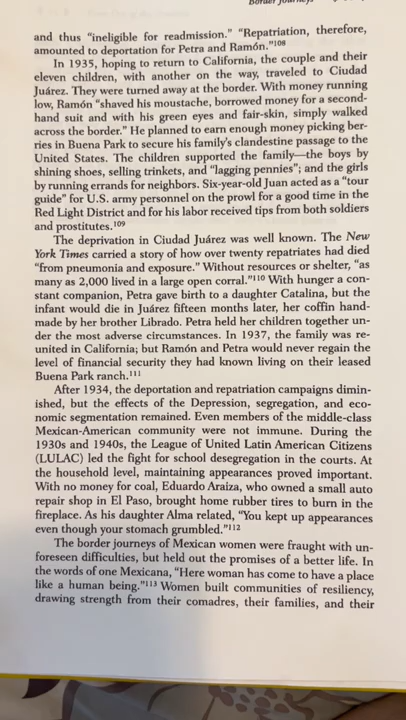 Border Journeys
and thus “ineligible for readmission.” “Repatriation, therefore,
amounted to deportation for Petra and Ramón.”108
In 1935, hoping to return to California, the couple and their
eleven children, with another on the way, traveled to Ciudad
Juárez. They were turned away at the border. With money running
low, Ramón “shaved his moustache, borrowed money for a second-
hand suit and with his green eyes and fair-skin, simply walked
across the border.” He planned to earn enough money picking ber-
ries in Buena Park to secure his family’s clandestine passage to the
United States. The children supported the family—the boys by
shining shoes, selling trinkets, and “lagging pennies”; and the girls
by running errands for neighbors. Six-year-old Juan acted as a “tour
guide” for U.S. army personnel on the prowl for a good time in the
Red Light District and for his labor received tips from both soldiers
and prostitutes.109
The deprivation in Ciudad Juárez was well known. The New
York Times carried a story of how over twenty repatriates had died
“from pneumonia and exposure.” Without resources or shelter, “as
many as 2,000 lived in a large open corral.”110 With hunger a con-
stant companion, Petra gave birth to a daughter Catalina, but the
infant would die in Juárez fifteen months later, her coffin hand-
made by her brother Librado. Petra held her children together un-
der the most adverse circumstances. In 1937, the family was re-
united in California; but Ramón and Petra would never regain the
level of financial security they had known living on their leased
Buena Park ranch.111
After 1934, the deportation and repatriation campaigns dimin-
ished, but the effects of the Depression, segregation, and eco-
nomic segmentation remained. Even members of the middle-class
Mexican-American community were not immune. During the
1930s and 1940s, the League of United Latin American Citizens
(LULAC) led the fight for school desegregation in the courts. At
the household level, maintaining appearances proved important.
With no money for coal, Eduardo Araiza, who owned a small auto
repair shop in El Paso, brought home rubber tires to burn in the
fireplace. As his daughter Alma related, “You kept up appearances
even though your stomach grumbled.”112
The border journeys of Mexican women were fraught with un-
foreseen difficulties, but held out the promises of a better life. In
the words of one Mexicana, “Here woman has come to have a place
like a human being.”113 Women built communities of resiliency,
drawing strength from their comadres, their families, and their